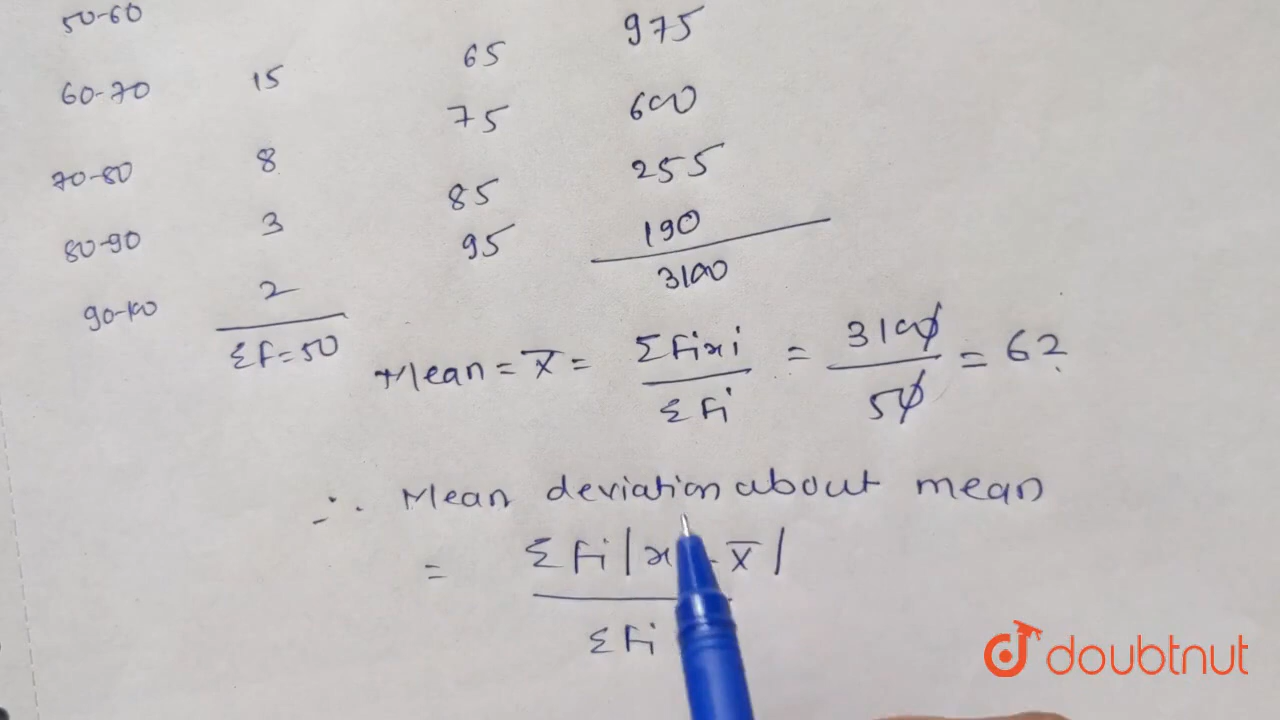 50-60
65 975
60-70 15
75 600
70-80 8
85 255
80-90 3
95 190
90-100 2
3100
Σf=50
Mean = x̄ = Σfixi / Σfi = 3100 / 50 = 62
∴ Mean deviation about mean
= Σfi|x - x̄| / Σfi
doubtnut